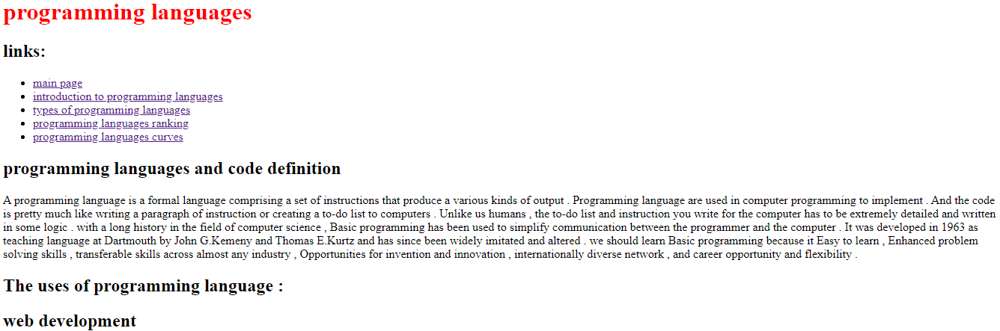 programming languages
links:
main page
introduction to programming languages
types of programming languages
programming languages ranking
programming languages curves
programming languages and code definition
A programming language is a formal language comprising a set of instructions that produce a various kinds of output . Programming language are used in computer programming to implement . And the code
is pretty much like writing a paragraph of instruction or creating a to-do list to computers . Unlike us humans , the to-do list and instruction you write for the computer has to be extremely detailed and written
in some logic . with a long history in the field of computer science , Basic programming has been used to simplify communication between the programmer and the computer . It was developed in 1963 as
teaching language at Dartmouth by John G.Kemeny and Thomas E.Kurtz and has since been widely imitated and altered . we should learn Basic programming because it Easy to learn , Enhanced problem
solving skills , transferable skills across almost any industry , Opportunities for invention and innovation , internationally diverse network , and career opportunity and flexibility .
The uses of programming language :
web development